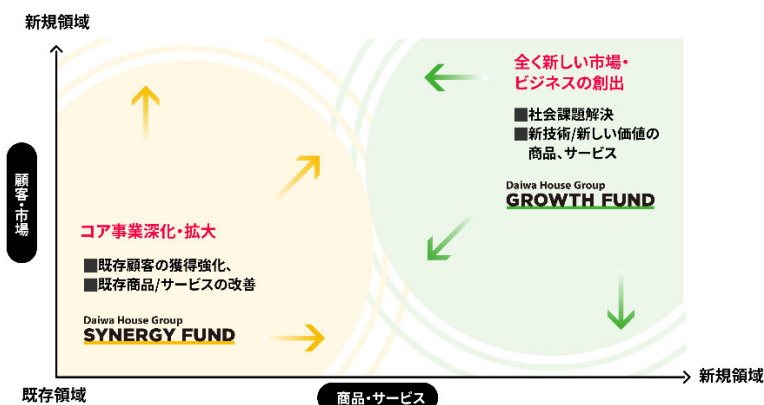 新規領域
全く新しい市場・
ビジネスの創出
■社会課題解決
■新技術/新しい価値の
商品、サービス
Daiwa House Group
GROWTH FUND
顧客・市場
コア事業深化・拡大
■既存顧客の獲得強化、
■既存商品/サービスの改善
Daiwa House Group
SYNERGY FUND
新規領域
既存領域
商品・サービス